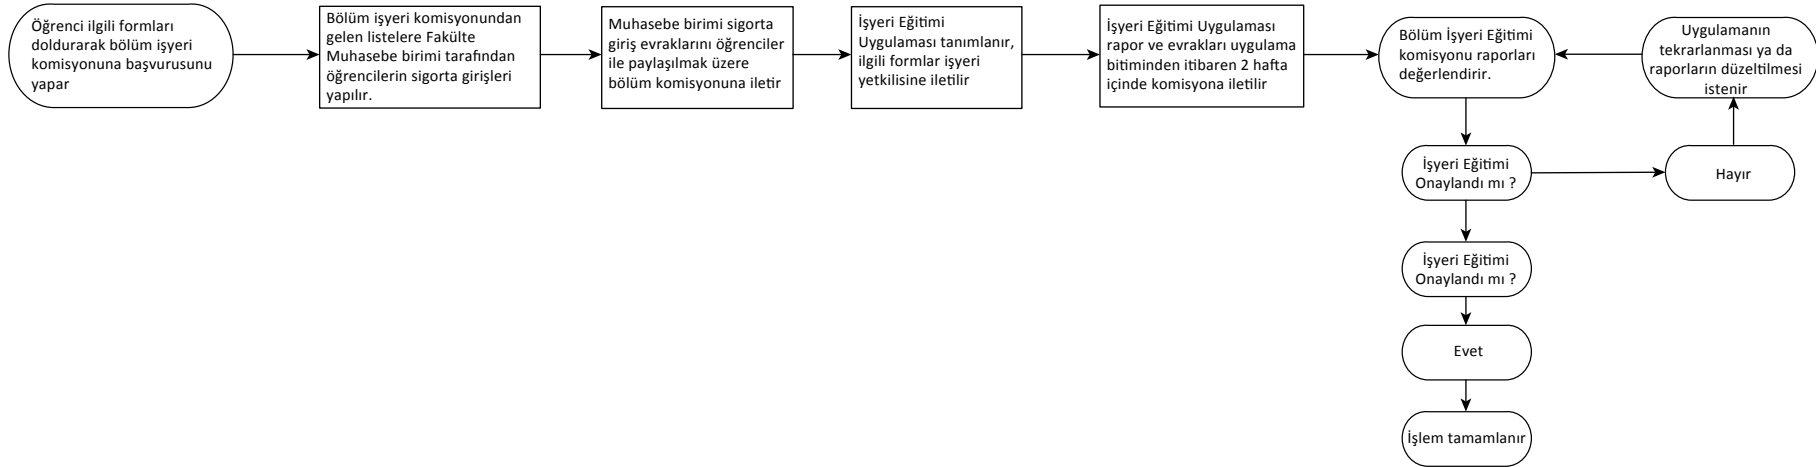 Öğrenci ilgili formları
doldurarak bölüm işyeri
komisyonuna başvurusunu
yapar
Bölüm işyeri komisyonundan
gelen listelere Fakülte
Muhasebe birimi tarafından
öğrencilerin sigorta girişleri
yapılır.
Muhasebe birimi sigorta
giriş evraklarını öğrenciler
ile paylaşılmak üzere
bölüm komisyonuna iletir
İşyeri Eğitimi
Uygulaması tanımlanır,
ilgili formlar işyeri
yetkilisine iletilir
İşyeri Eğitimi Uygulaması
rapor ve evrakları uygulama
bitiminden itibaren 2 hafta
içinde komisyona iletilir
Bölüm İşyeri Eğitimi
komisyonu raporları
değerlendirir.
Uygulamanın
tekrarlanması ya da
raporların düzeltilmesi
istenir
İşyeri Eğitimi
Onaylandı mı ?
Hayır
İşyeri Eğitimi
Onaylandı mı ?
Evet
İşlem tamamlanır